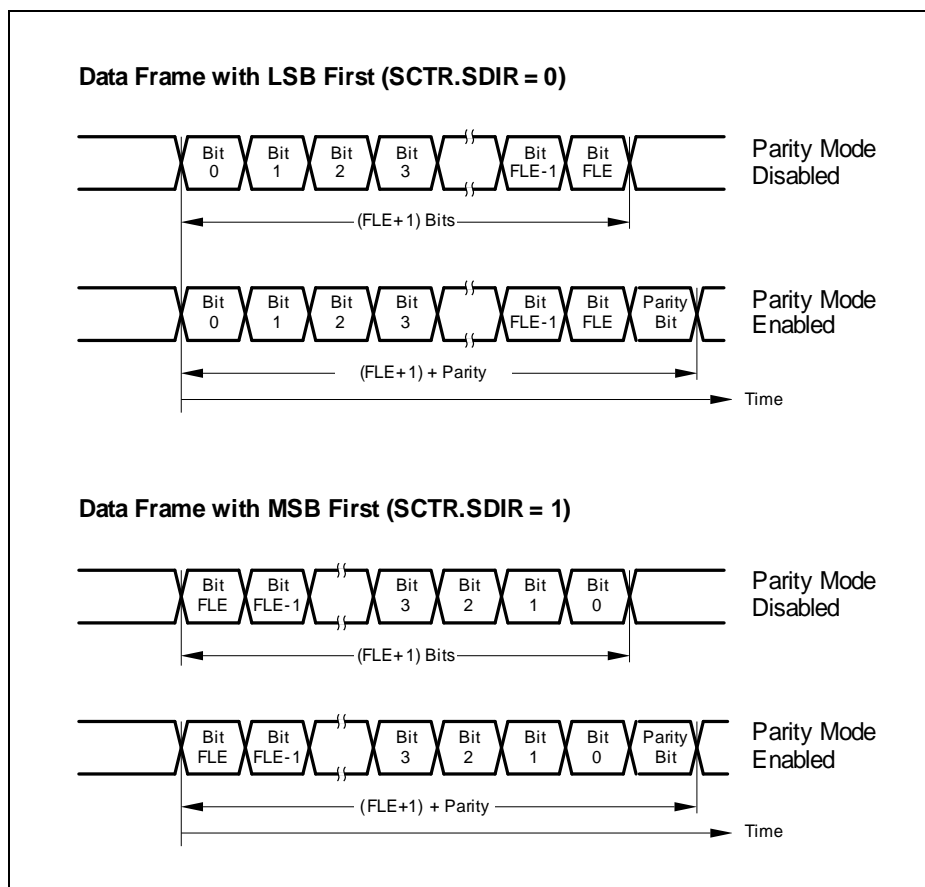 Data Frame with LSB First (SCTR.SDIR = 0)
Bit 0 Bit 1 Bit 2 Bit 3 Bit FLE-1 Bit FLE Parity Mode Disabled
(FLE+1) Bits
Bit 0 Bit 1 Bit 2 Bit 3 Bit FLE-1 Bit FLE Parity Bit Parity Mode Enabled
(FLE+1) + Parity
Time
Data Frame with MSB First (SCTR.SDIR = 1)
Bit FLE Bit FLE-1 Bit 3 Bit 2 Bit 1 Bit 0 Parity Mode Disabled
(FLE+1) Bits
Bit FLE Bit FLE-1 Bit 3 Bit 2 Bit 1 Bit 0 Parity Bit Parity Mode Enabled
(FLE+1) + Parity
Time